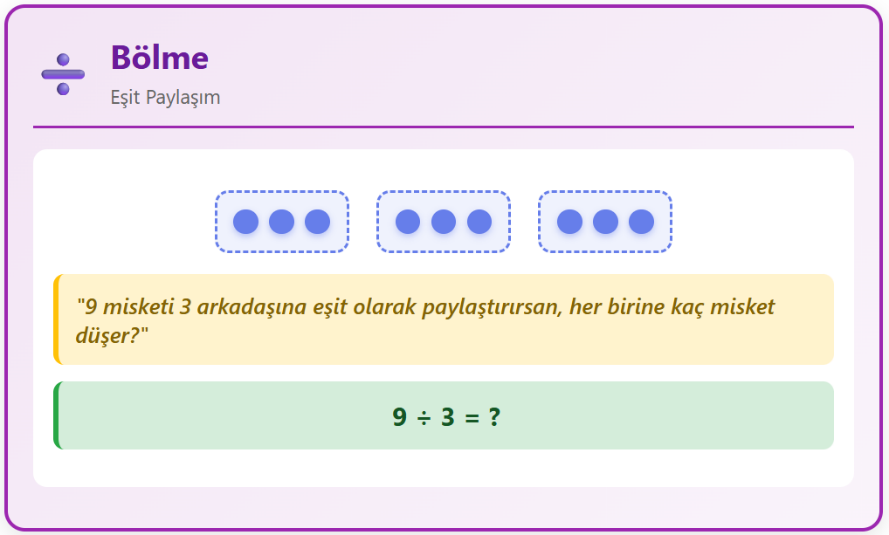 Bölme
Eşit Paylaşım
"9 misketi 3 arkadaşına eşit olarak paylaştırırsan, her birine kaç misket
düşer?"
9 ÷ 3 = ?